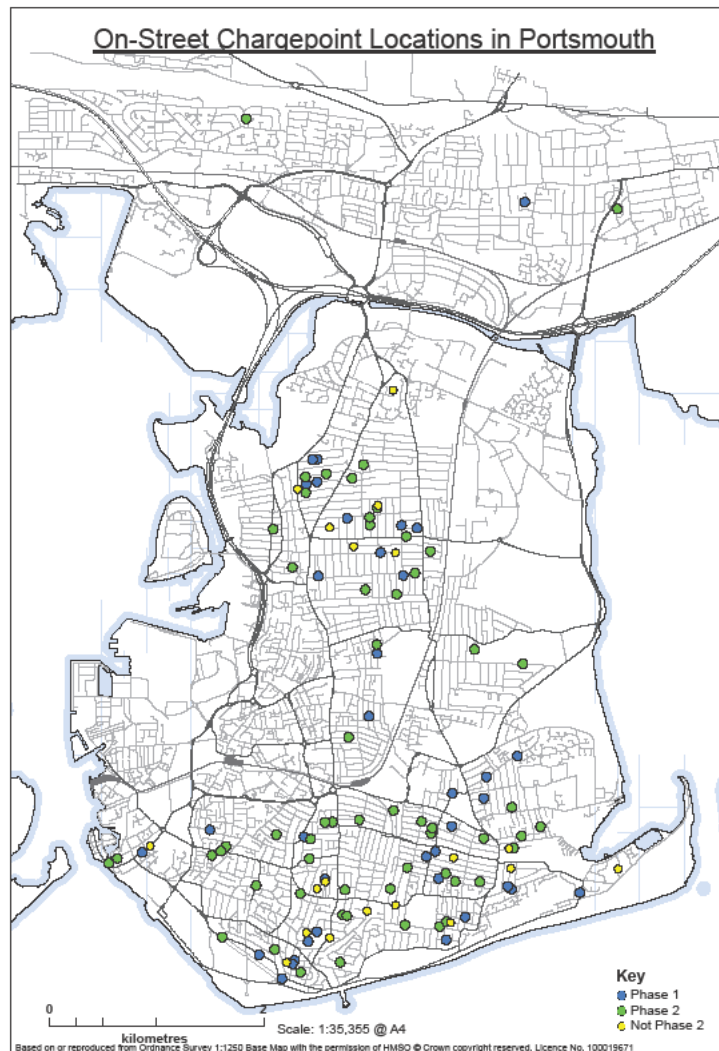 On-Street Chargepoint Locations in Portsmouth
Key
Phase 1
Phase 2
Not Phase 2
0 2
kilometres
Scale: 1:35,355 @ A4
Based on or reproduced from Ordnance Survey 1:1250 Base Map with the permission of HMSO © Crown copyright reserved. Licence No. 100019671